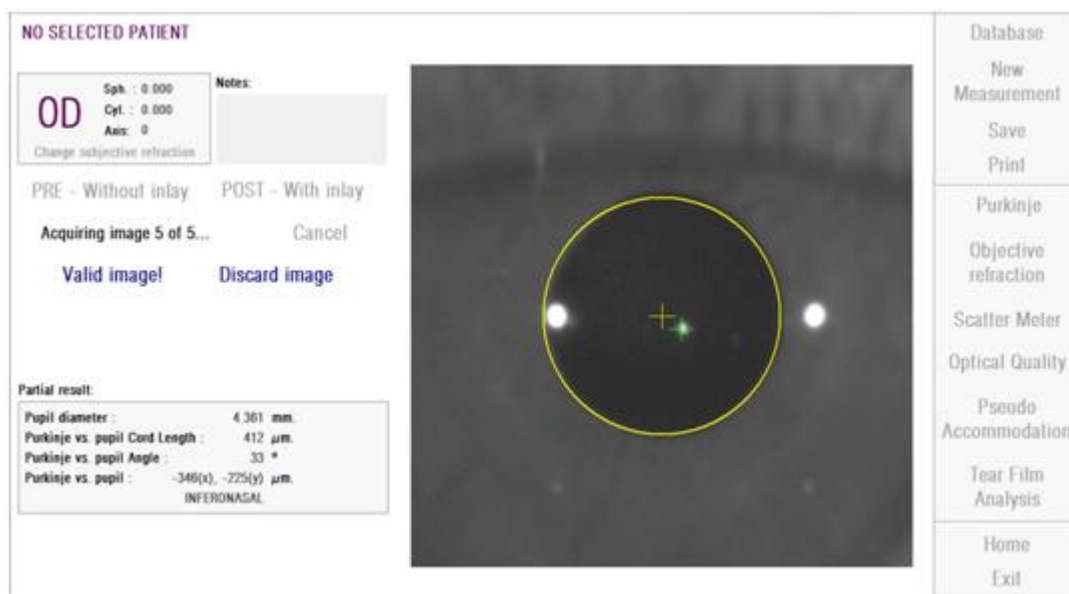 NO SELECTED PATIENT
OD
Sph. : 0.000
Cyl. : 0.000
Axis: 0
Change subjective refraction
Notes:
PRE - Without inlay
POST - With inlay
Acquiring image 5 of 5...
Cancel
Valid image!
Discard image
Partial result:
Pupil diameter : 4.361 mm.
Purkinje vs. pupil Cord Length : 412 µm.
Purkinje vs. pupil Angle : 33 °
Purkinje vs. pupil : -346(x), -225(y) µm.
INFERONASAL
Database
New
Measurement
Save
Print
Purkinje
Objective
refraction
Scatter Meter
Optical Quality
Pseudo
Accommodation
Tear Film
Analysis
Home
Exit